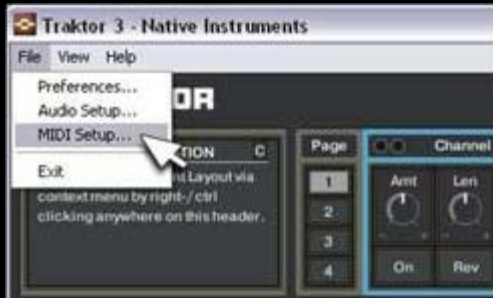 Traktor 3 - Native Instruments
File View Help
Preferences...
Audio Setup...
MIDI Setup...
Exit
OR
TION C
Layout via
context menu by right-/ ctrl
clicking anywhere on this header.
Page
1
2
3
4
Channel
Amt Len
On Rev